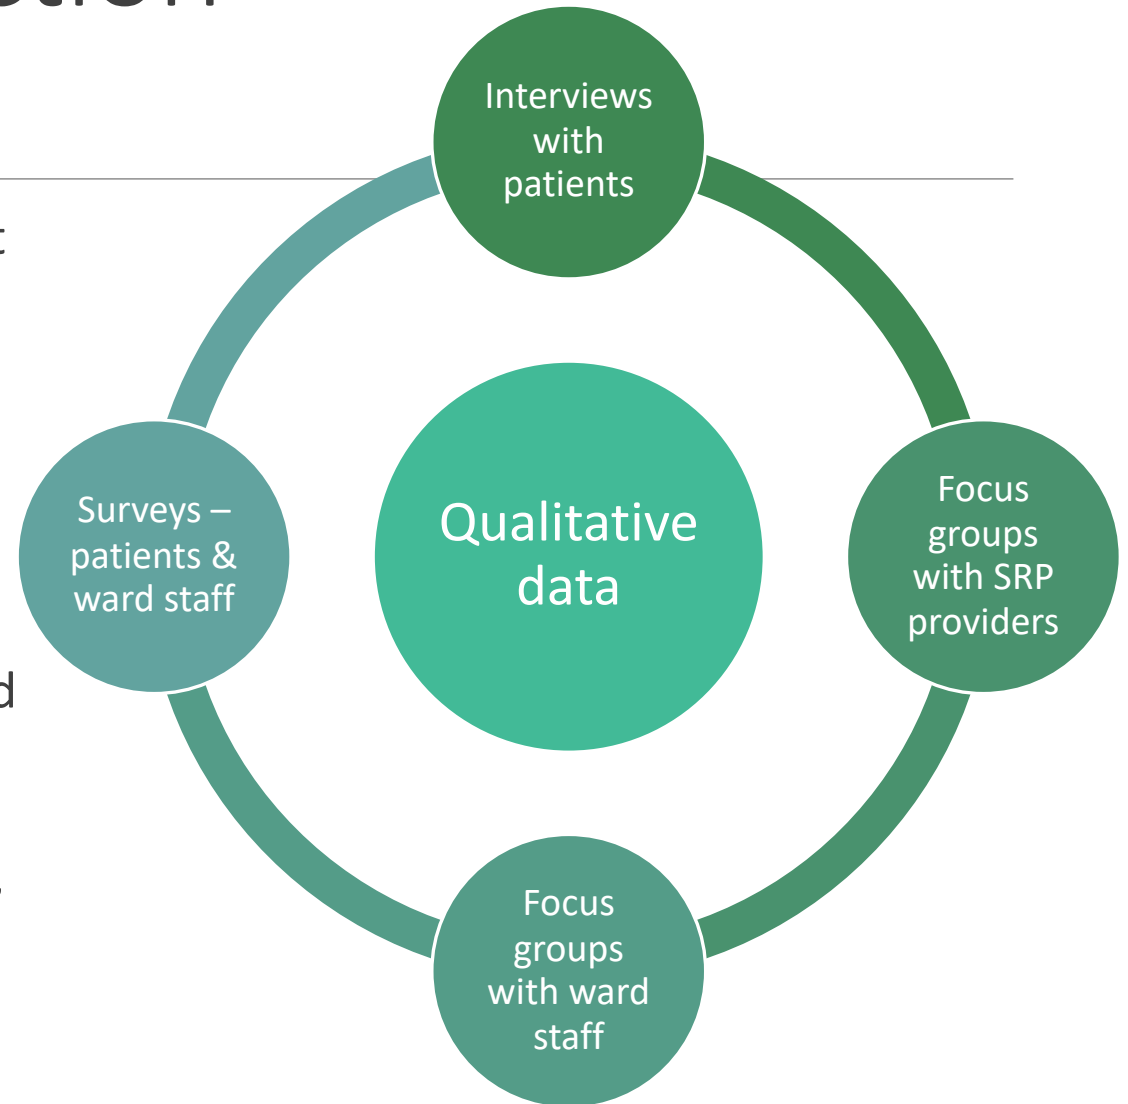 Interviews
with
patients
Surveys –
patients &
ward staff
Qualitative
data
Focus
groups
with SRP
providers
Focus
groups
with ward
staff